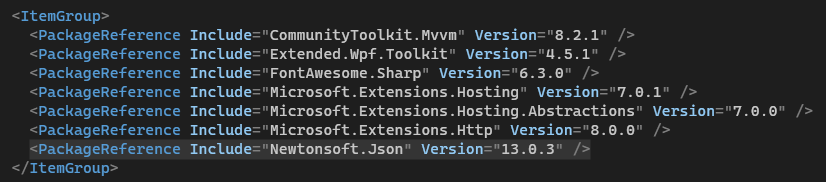 <ItemGroup>
<PackageReference Include="CommunityToolkit.Mvvm" Version="8.2.1" />
<PackageReference Include="Extended.Wpf.Toolkit" Version="4.5.1" />
<PackageReference Include="FontAwesome.Sharp" Version="6.3.0" />
<PackageReference Include="Microsoft.Extensions.Hosting" Version="7.0.1" />
<PackageReference Include="Microsoft.Extensions.Hosting.Abstractions" Version="7.0.0" />
<PackageReference Include="Microsoft.Extensions.Http" Version="8.0.0" />
<PackageReference Include="Newtonsoft.Json" Version="13.0.3" />
</ItemGroup>